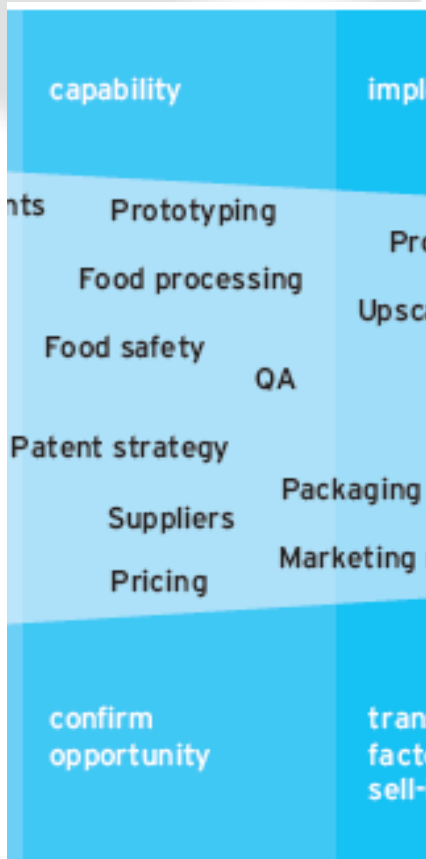 capability
Prototyping
Food processing
Food safety
QA
Patent strategy
Packaging
Suppliers
Marketing
Pricing
confirm
opportunity